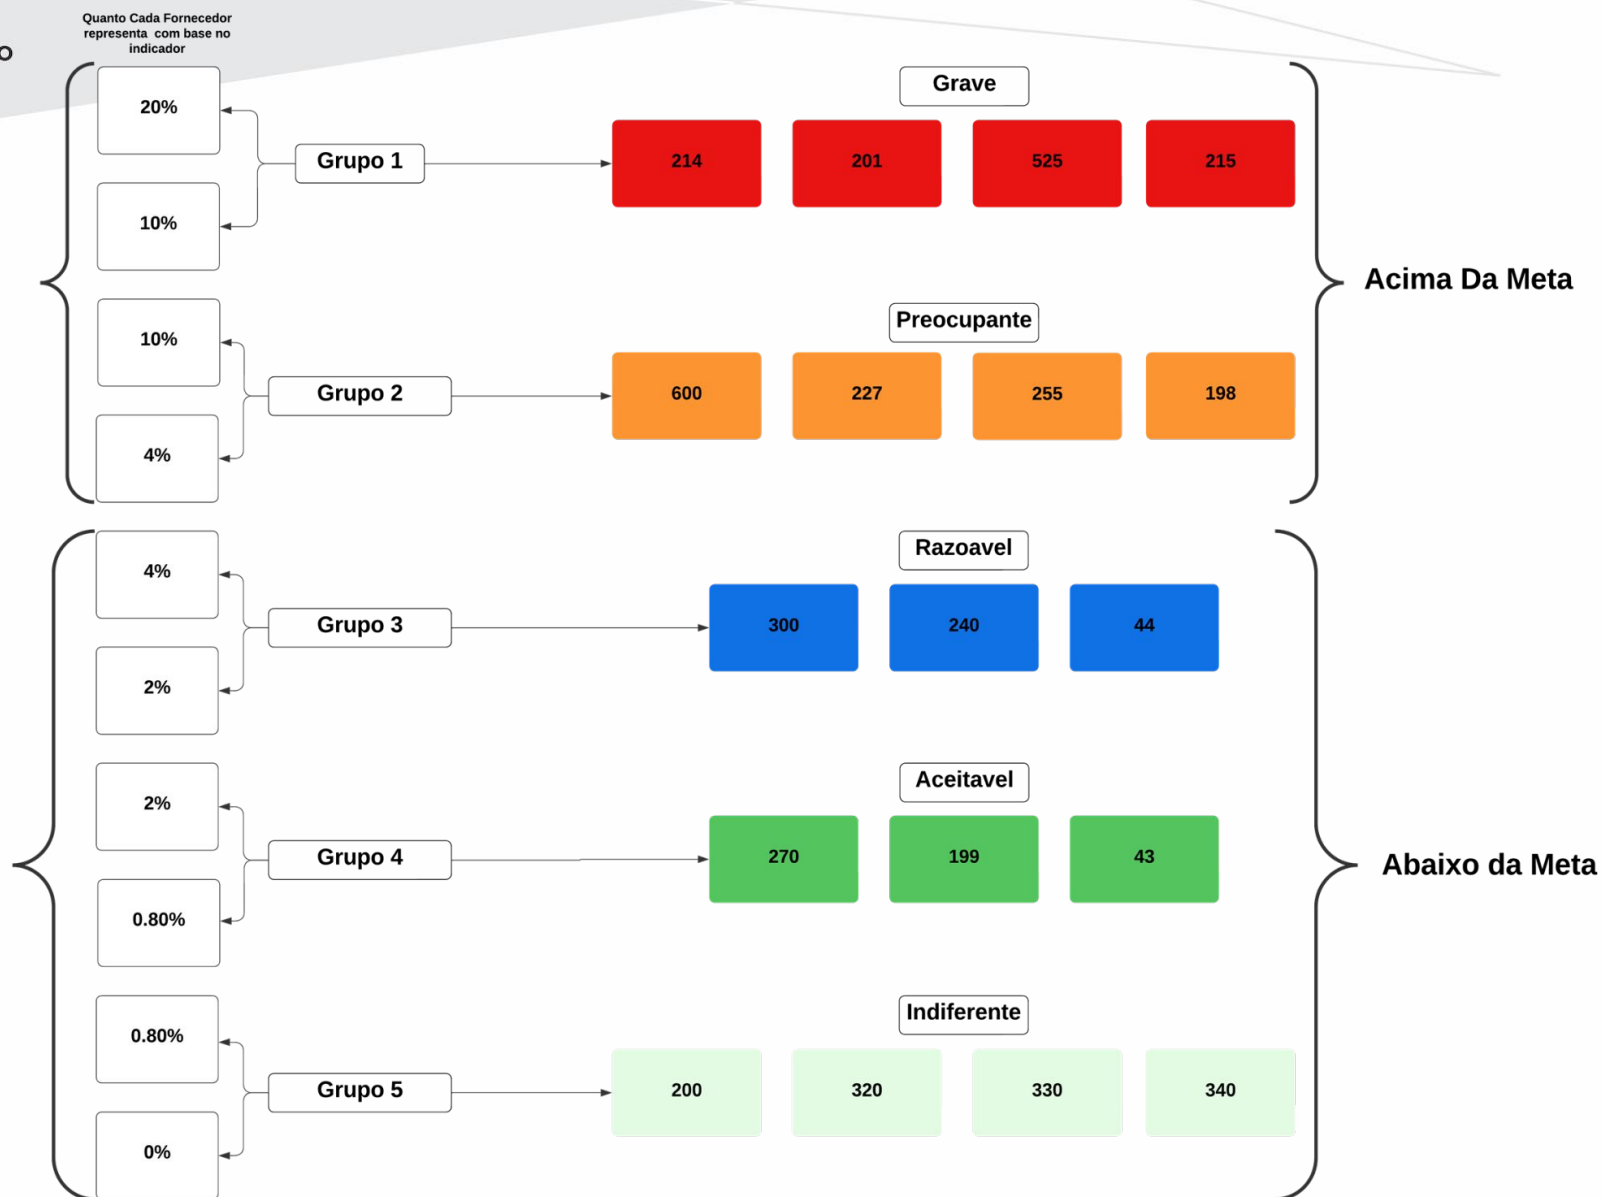 Quanto Cada Fornecedor
representa com base no
indicador
o
20%
Grave
214 201 525 215
Grupo 1
10%
Acima Da Meta
10%
Preocupante
600 227 255 198
Grupo 2
4%
4%
Razoavel
300 240 44
Grupo 3
2%
2%
Aceitavel
270 199 43
Grupo 4
Abaixo da Meta
0.80%
0.80%
Indiferente
200 320 330 340
Grupo 5
0%